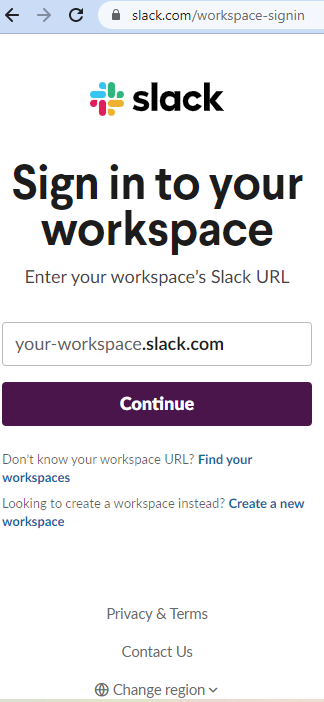 slack.com/workspace-signin
slack
Sign in to your
workspace
Enter your workspace's Slack URL
your-workspace.slack.com
Continue
Don't know your workspace URL? Find your
workspaces
Looking to create a workspace instead? Create a new
workspace
Privacy & Terms
Contact Us
Change region